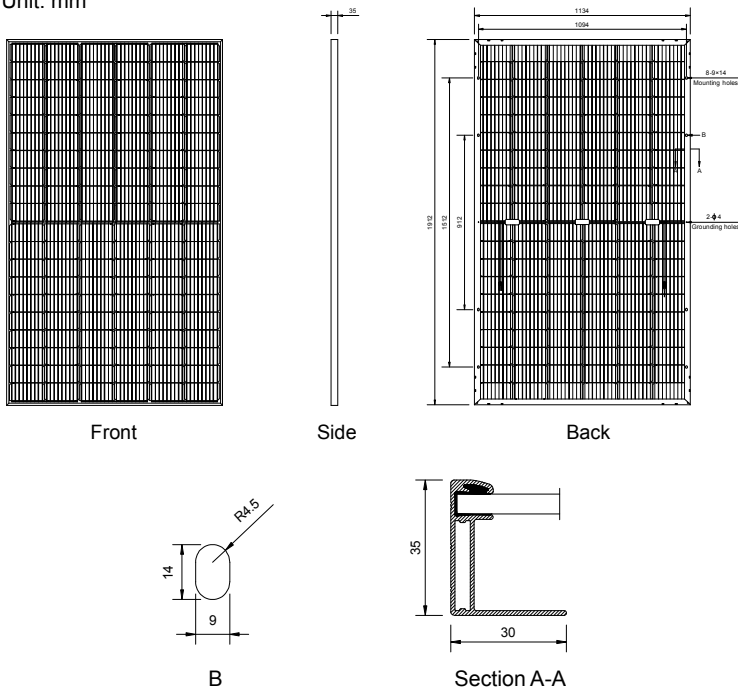 Unit: mm
35
1134
1094
8-9×14
Mounting holes
B
A
1912
1512
912
2-ϕ4
Grounding holes
Front
Side
Back
R4.5
14
9
35
30
B
Section A-A